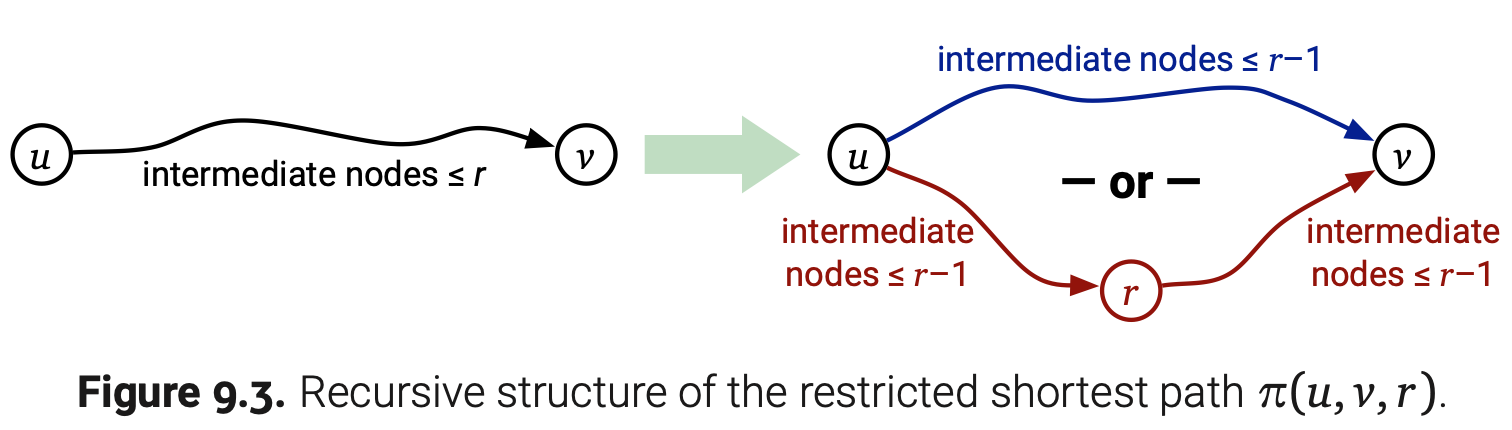 intermediate nodes ≤ r–1
u
v
intermediate nodes ≤ r
u
v
— or —
intermediate
nodes ≤ r–1
intermediate
nodes ≤ r–1
r
Figure 9.3. Recursive structure of the restricted shortest path π(u, v, r).